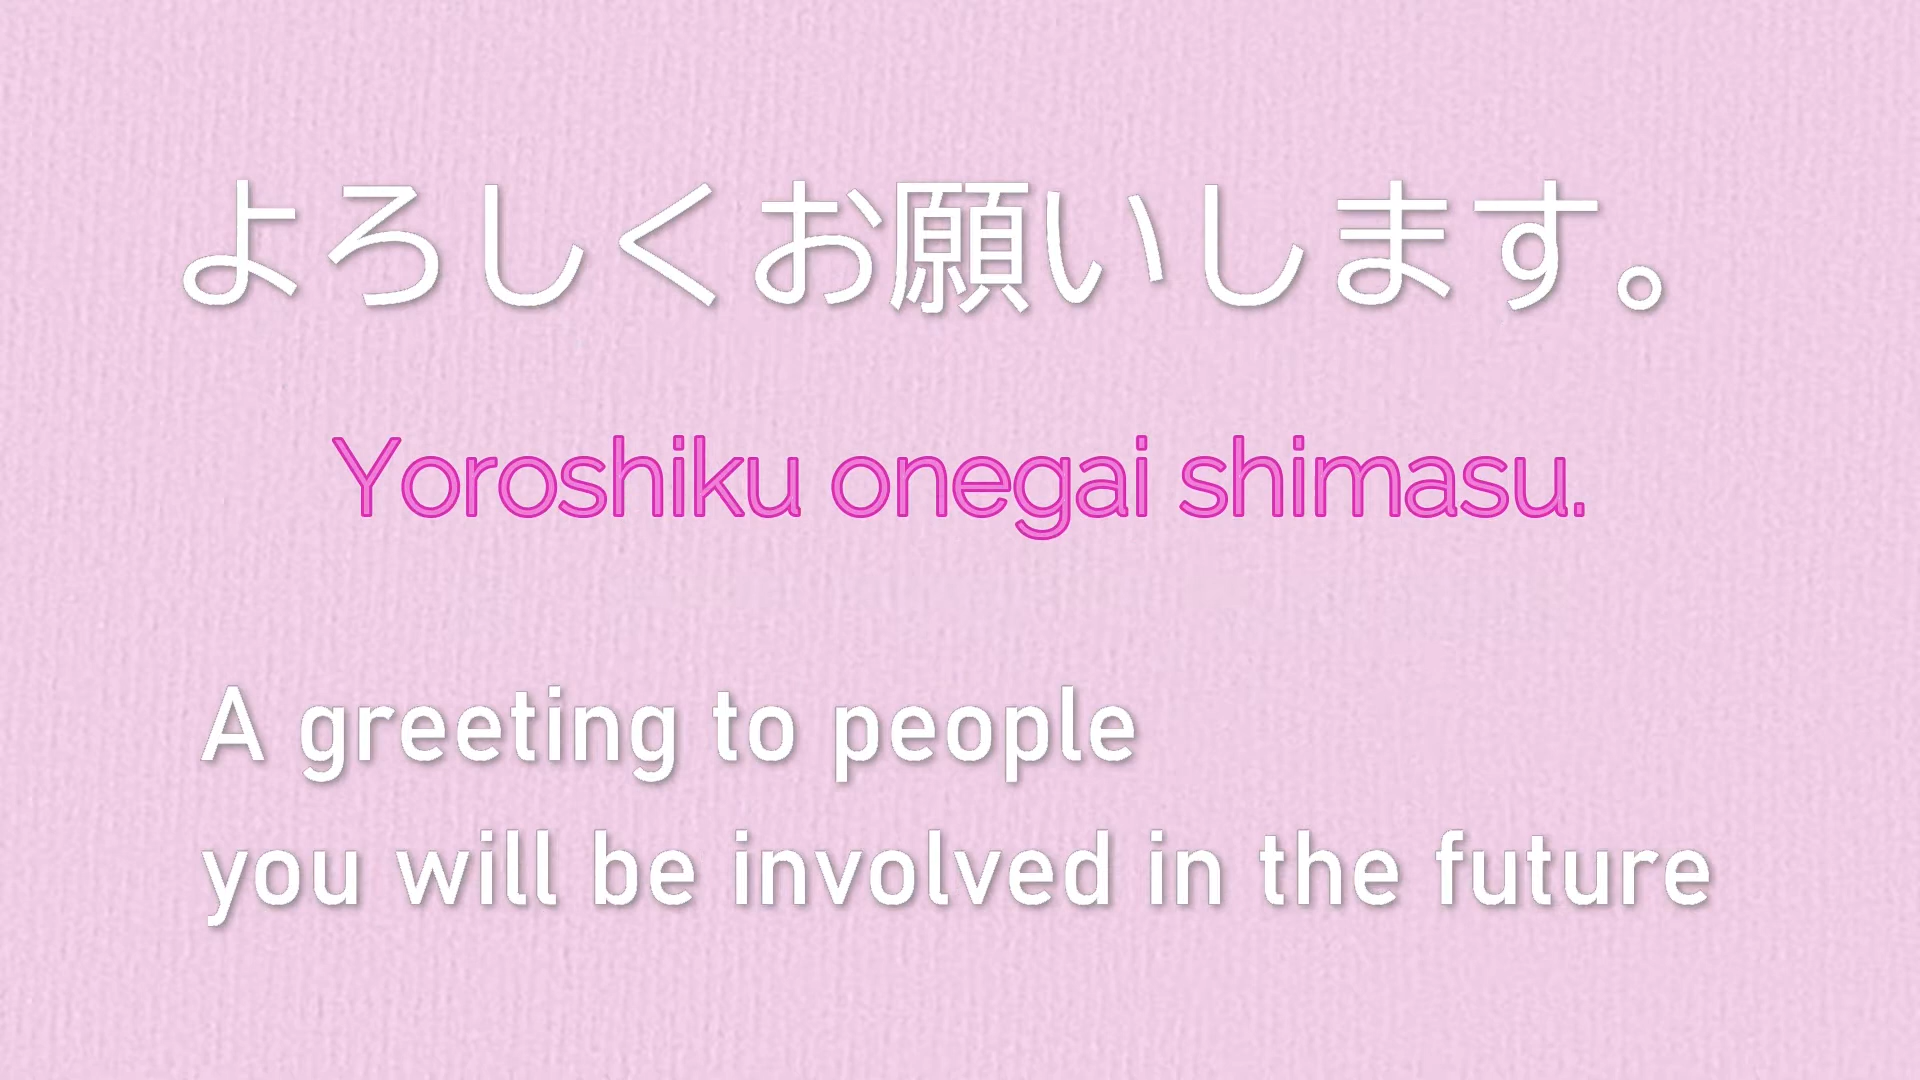 よろしくお願いします。
Yoroshiku onegai shimasu.
A greeting to people
you will be involved in the future